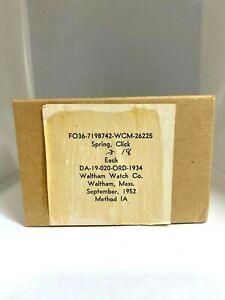 FO36-7198742-WCM-26225
Spring, Click
18
Each
DA-19-020-ORD-1934
Waltham Watch Co.
Waltham, Mass.
September, 1952
Method IA